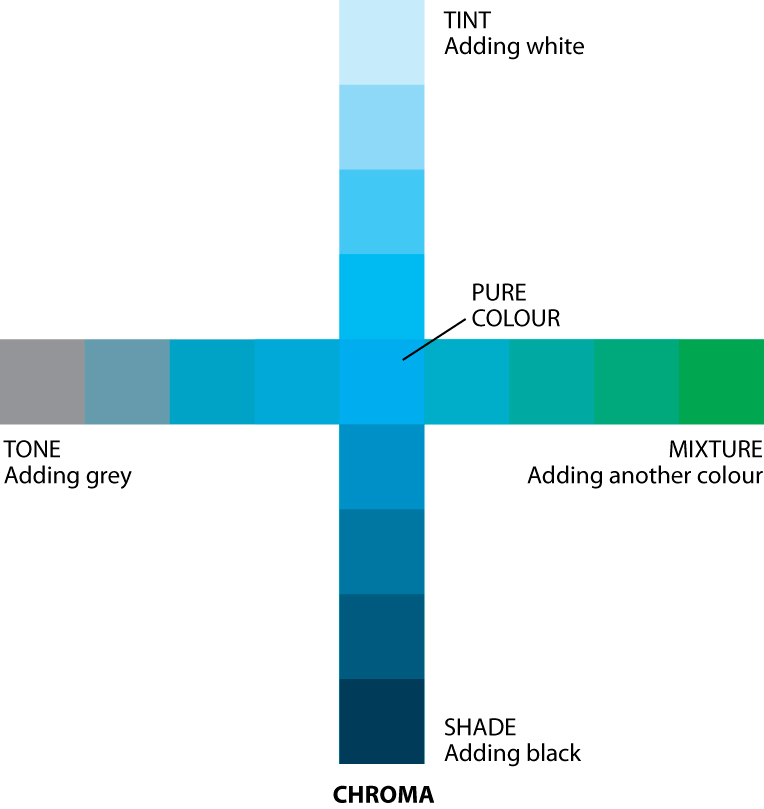 TINT
Adding white
PURE
COLOUR
TONE
Adding grey
MIXTURE
Adding another colour
SHADE
Adding black
CHROMA